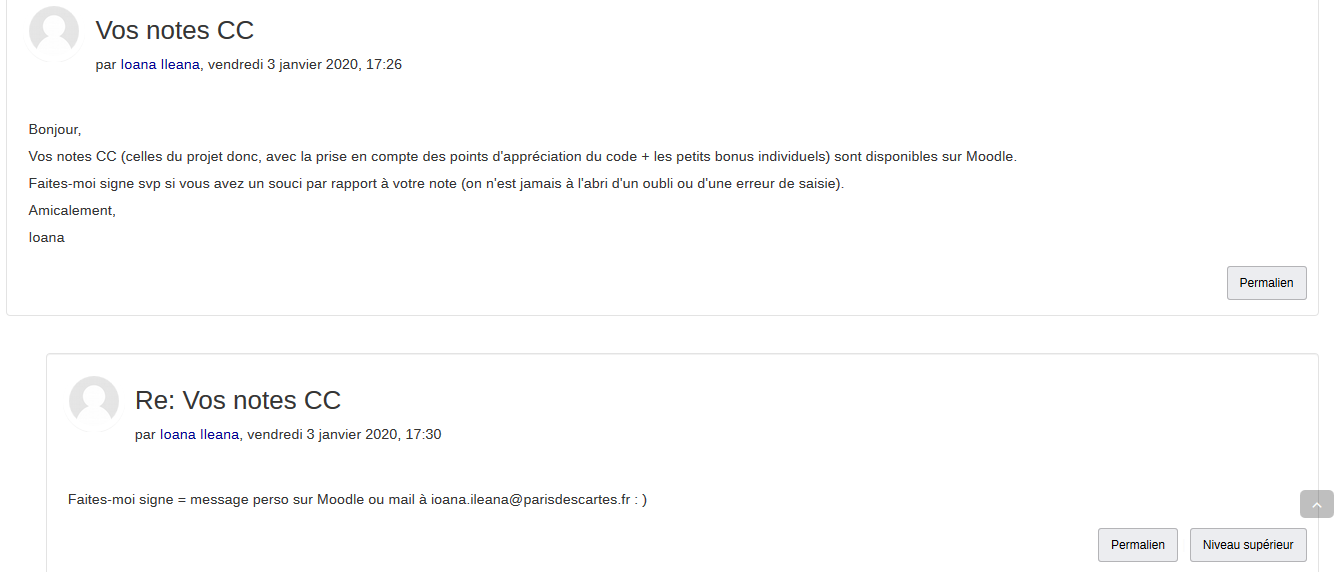 Vos notes CC
par Ioana Ileana, vendredi 3 janvier 2020, 17:26
Bonjour,
Vos notes CC (celles du projet donc, avec la prise en compte des points d'appréciation du code + les petits bonus individuels) sont disponibles sur Moodle.
Faites-moi signe svp si vous avez un souci par rapport à votre note (on n'est jamais à l'abri d'un oubli ou d'une erreur de saisie).
Amicalement,
Ioana
Permalien
Re: Vos notes CC
par Ioana Ileana, vendredi 3 janvier 2020, 17:30
Faites-moi signe = message perso sur Moodle ou mail à ioana.ileana@parisdescartes.fr : )
Permalien
Niveau supérieur